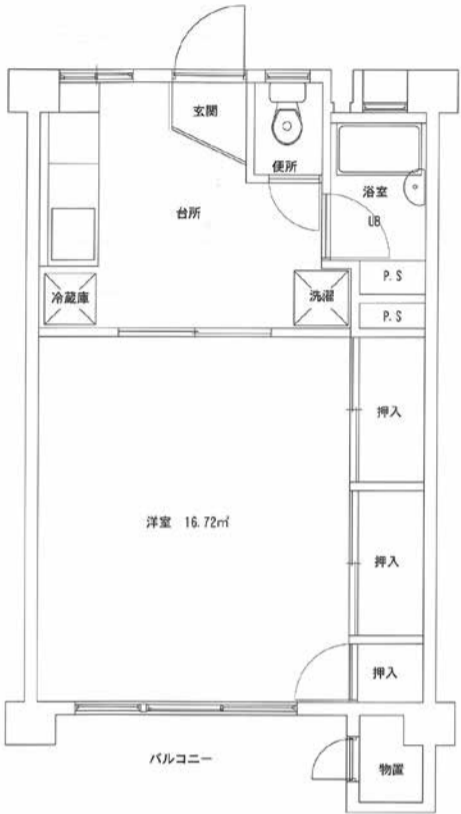 玄関
便所
浴室
UB
台所
P.S
冷蔵庫
洗濯
P.S
押入
洋室 16.72㎡
押入
押入
バルコニー
物置